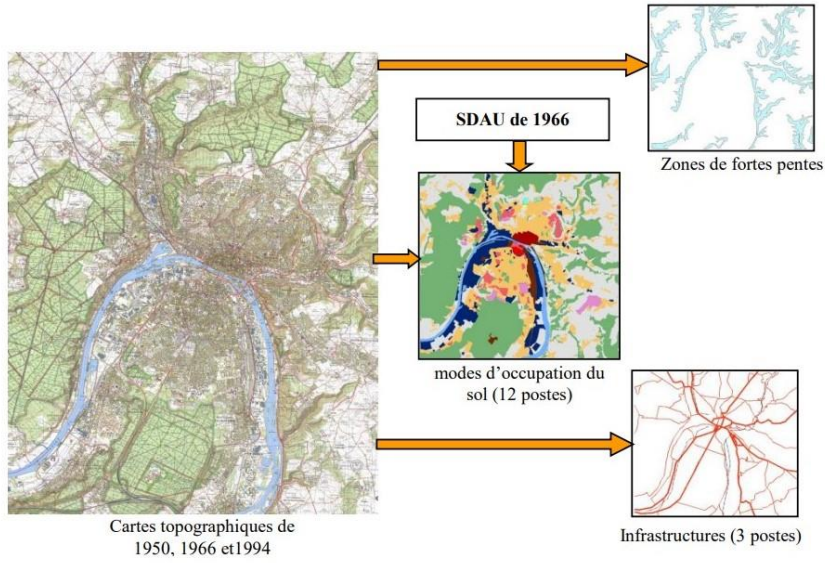 SDAU de 1966
Zones de fortes pentes
modes d’occupation du
sol (12 postes)
Cartes topographiques de
1950, 1966 et1994
Infrastructures (3 postes)